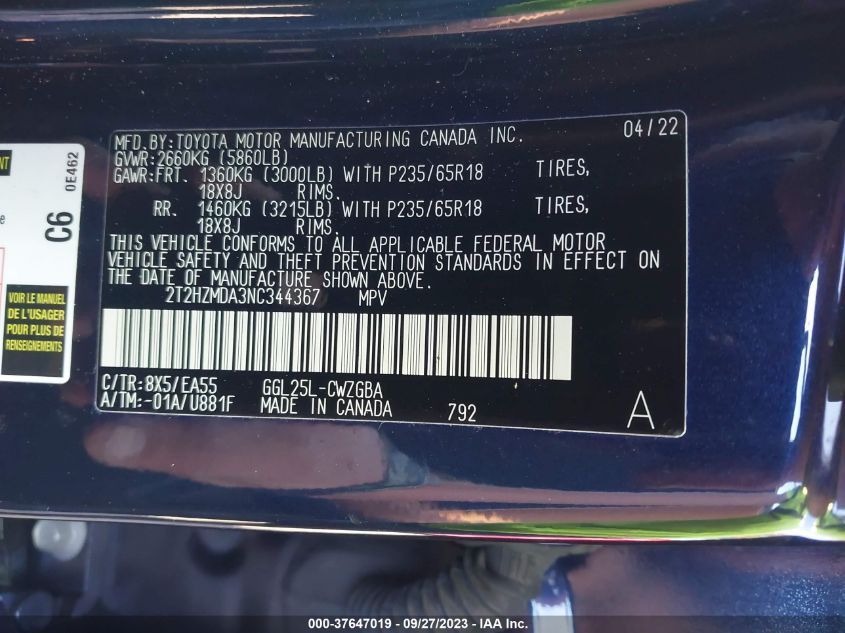 MFD.BY:TOYOTA MOTOR MANUFACTURING CANADA INC. 04/22
GVWR:2660KG (5860LB)
GAWR:FRT. 1360KG (3000LB) WITH P235/65R18 TIRES,
18X8J RIMS.
RR. 1460KG (3215LB) WITH P235/65R18 TIRES,
18X8J RIMS.
THIS VEHICLE CONFORMS TO ALL APPLICABLE FEDERAL MOTOR
VEHICLE SAFETY AND THEFT PREVENTION STANDARDS IN EFFECT ON
THE DATE OF MANUFACTURE SHOWN ABOVE.
2T2HZMDA3NC344367 MPV
C/TR:8X5/EA55 GGL25L-CWZGBA
A/TM:-01A/U881F MADE IN CANADA 792 A
0E462
C6
VOIR LE MANUEL
DE L'USAGER
POUR PLUS DE
RENSEIGNEMENTS
000-37647019 - 09/27/2023 - IAA Inc.